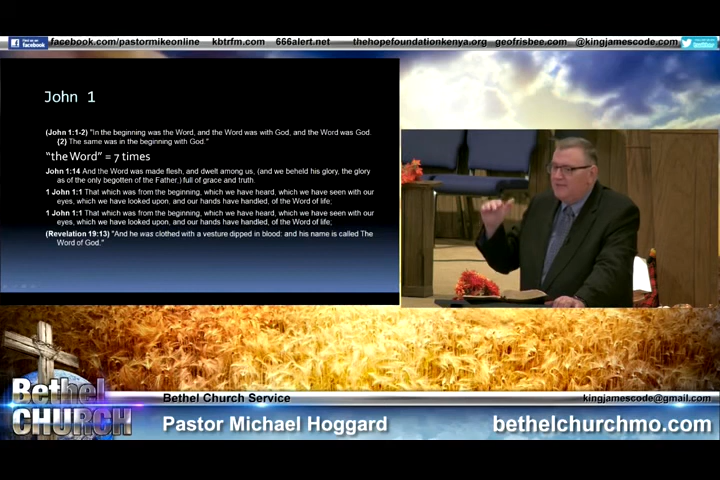 Find us on
facebook
facebook.com/pastormikeonline kbtrfm.com 666alert.net thehopefoundationkenya.org geofrisbee.com @kingjamescode.com
twitter
John 1
(John 1:1-2) "In the beginning was the Word, and the Word was with God, and the Word was God.
(2) The same was in the beginning with God."
"the Word" = 7 times
John 1:14 And the Word was made flesh, and dwelt among us, (and we beheld his glory, the glory
as of the only begotten of the Father,) full of grace and truth.
1 John 1:1 That which was from the beginning, which we have heard, which we have seen with our
eyes, which we have looked upon, and our hands have handled, of the Word of life;
1 John 1:1 That which was from the beginning, which we have heard, which we have seen with our
eyes, which we have looked upon, and our hands have handled, of the Word of life;
(Revelation 19:13) "And he was clothed with a vesture dipped in blood: and his name is called The
Word of God."
Bethel
CHURCH
Bethel Church Service kingjamescode@gmail.com
Pastor Michael Hoggard bethelchurchmo.com